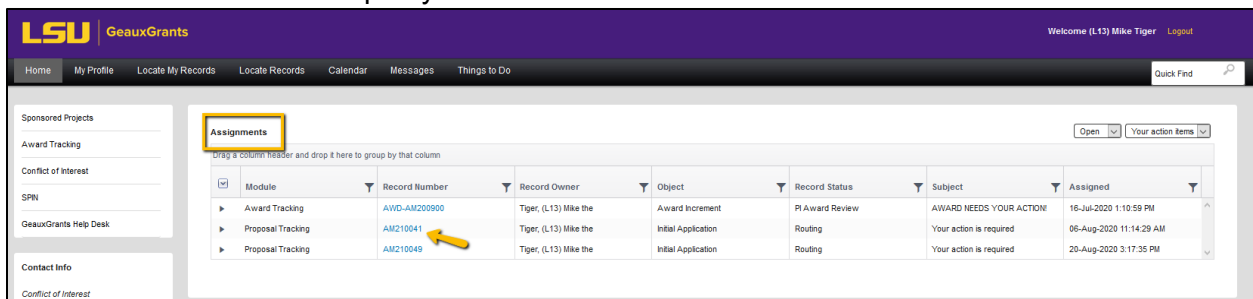 LSU GeauxGrants Welcome (L13) Mike Tiger Logout
Home My Profile Locate My Records Locate Records Calendar Messages Things to Do Quick Find
Sponsored Projects
Award Tracking
Conflict of Interest
SPIN
GeauxGrants Help Desk
Contact Info
Conflict of Interest
Assignments Open Your action items
Drag a column header and drop it here to group by that column
Module Record Number Record Owner Object Record Status Subject Assigned
Award Tracking AWD-AM200900 Tiger, (L13) Mike the Award Increment PI Award Review AWARD NEEDS YOUR ACTION! 16-Jul-2020 1:10:59 PM
Proposal Tracking AM210041 Tiger, (L13) Mike the Initial Application Routing Your action is required 06-Aug-2020 11:14:29 AM
Proposal Tracking AM210049 Tiger, (L13) Mike the Initial Application Routing Your action is required 20-Aug-2020 3:17:35 PM